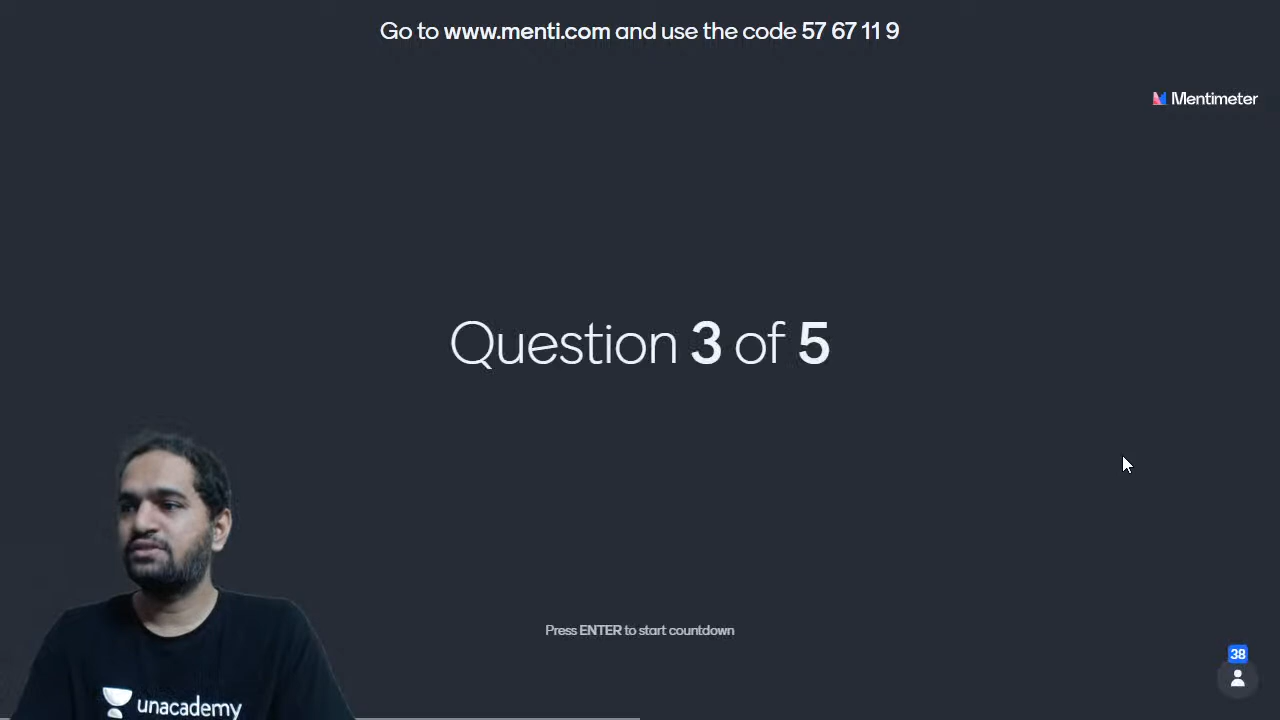 Go to www.menti.com and use the code 57 67 11 9
Mentimeter
Question 3 of 5
Press ENTER to start countdown
38
unacademy